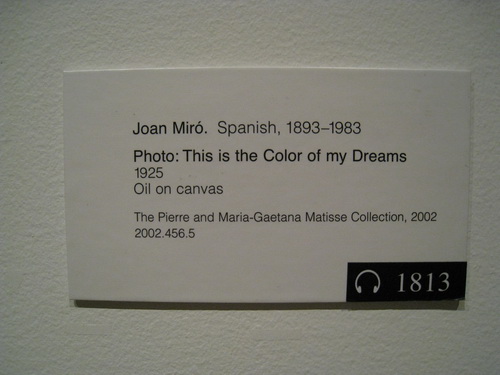 Joan Miró. Spanish, 1893–1983
Photo: This is the Color of my Dreams
1925
Oil on canvas
The Pierre and Maria-Gaetana Matisse Collection, 2002
2002.456.5
1813